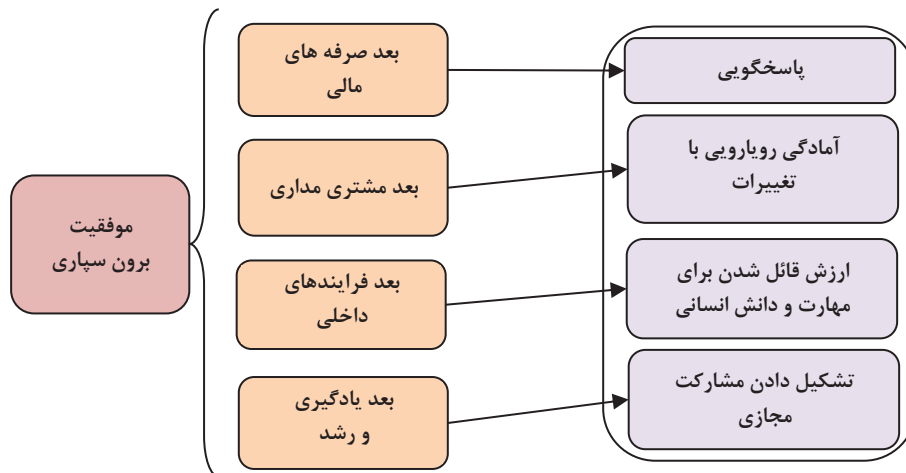 موفقیت
برون سپاری
بعد صرفه های
مالی
بعد مشتری مداری
بعد فرایندهای
داخلی
بعد یادگیری
و رشد
پاسخگویی
آمادگی رویارویی با
تغییرات
ارزش قائل شدن برای
مهارت و دانش انسانی
تشکیل دادن مشارکت
مجازی